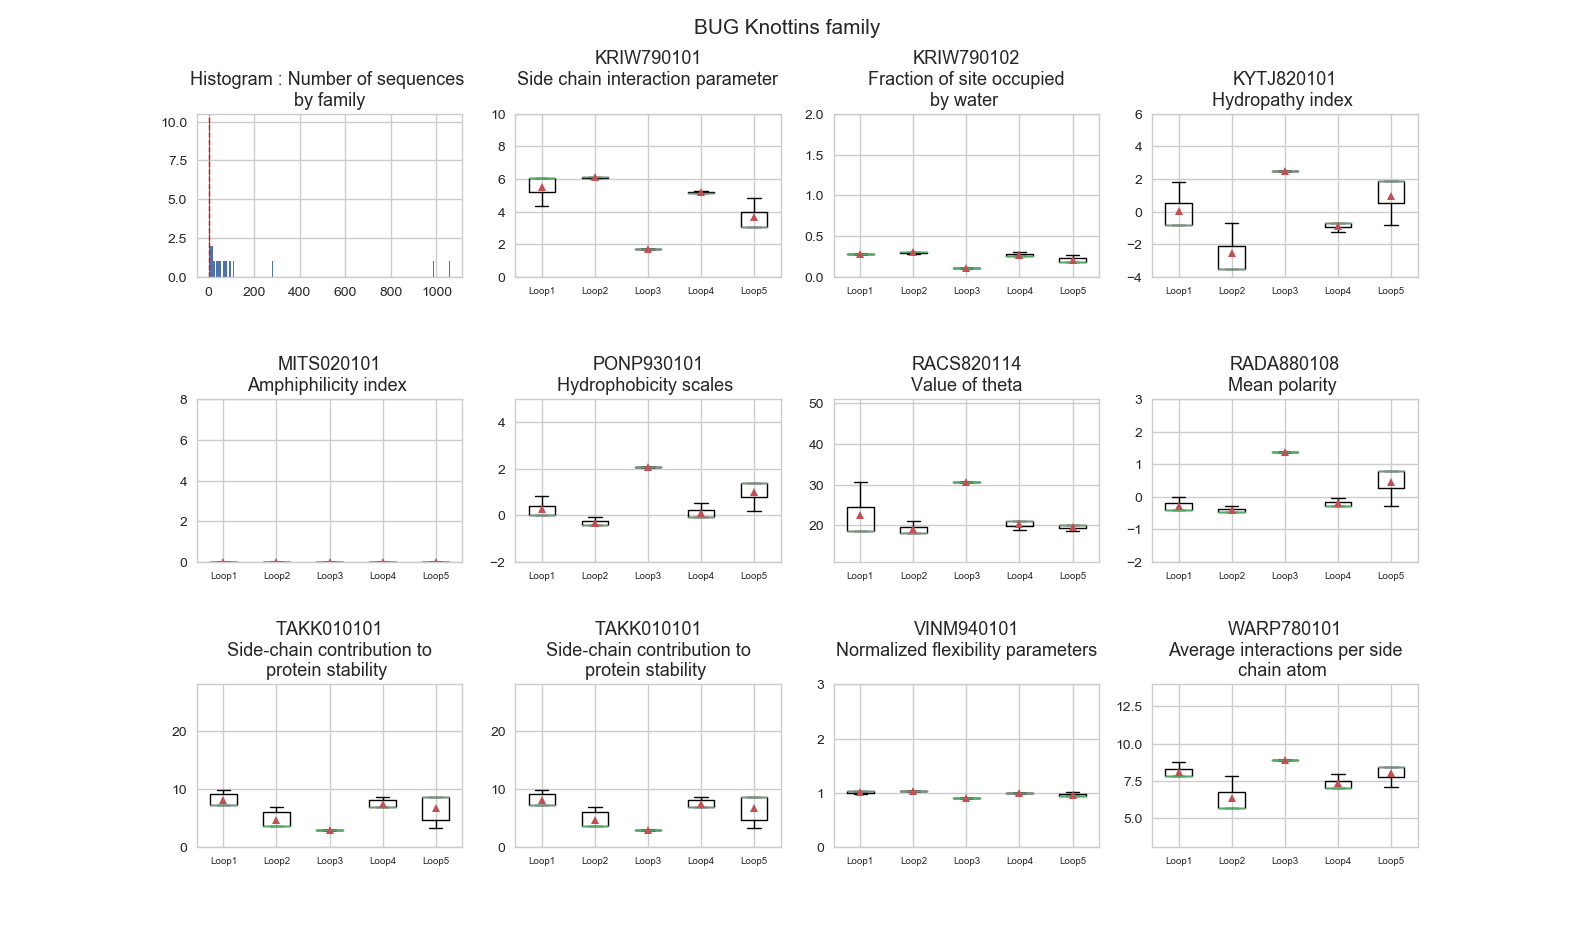 BUG Knottins family
Histogram : Number of sequences
by family
10.0
7.5
5.0
2.5
0.0
0 200 400 600 800 1000
KRIW790101
Side chain interaction parameter
10
8
6
4
2
0
Loop1 Loop2 Loop3 Loop4 Loop5
KRIW790102
Fraction of site occupied
by water
2.0
1.5
1.0
0.5
0.0
Loop1 Loop2 Loop3 Loop4 Loop5
KYTJ820101
Hydropathy index
6
4
2
0
−2
−4
Loop1 Loop2 Loop3 Loop4 Loop5
MITS020101
Amphiphilicity index
8
6
4
2
0
Loop1 Loop2 Loop3 Loop4 Loop5
PONP930101
Hydrophobicity scales
4
2
0
−2
Loop1 Loop2 Loop3 Loop4 Loop5
RACS820114
Value of theta
50
40
30
20
Loop1 Loop2 Loop3 Loop4 Loop5
RADA880108
Mean polarity
3
2
1
0
−1
−2
Loop1 Loop2 Loop3 Loop4 Loop5
TAKK010101
Side-chain contribution to
protein stability
20
10
0
Loop1 Loop2 Loop3 Loop4 Loop5
TAKK010101
Side-chain contribution to
protein stability
20
10
0
Loop1 Loop2 Loop3 Loop4 Loop5
VINM940101
Normalized flexibility parameters
3
2
1
0
Loop1 Loop2 Loop3 Loop4 Loop5
WARP780101
Average interactions per side
chain atom
12.5
10.0
7.5
5.0
Loop1 Loop2 Loop3 Loop4 Loop5